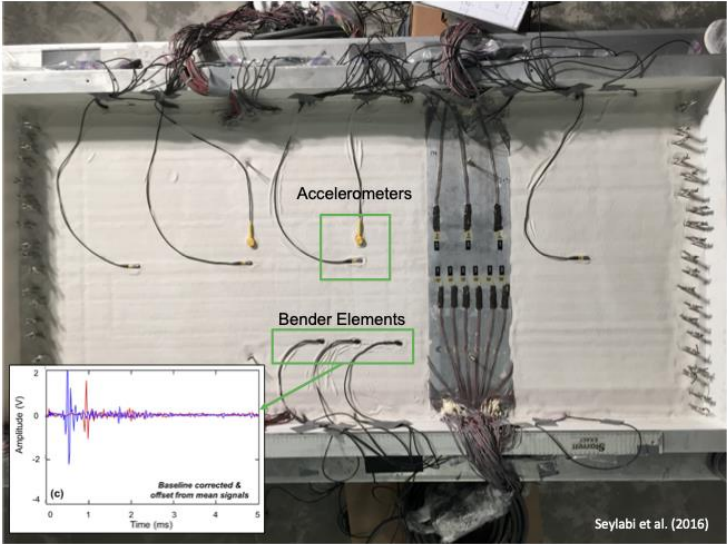 Accelerometers
Bender Elements
2
0
-2
-4
Amplitude (V)
(c)
Baseline corrected &
offset from mean signals
0 1 2 3 4 5
Time (ms)
Starrett
Seylabi et al. (2016)